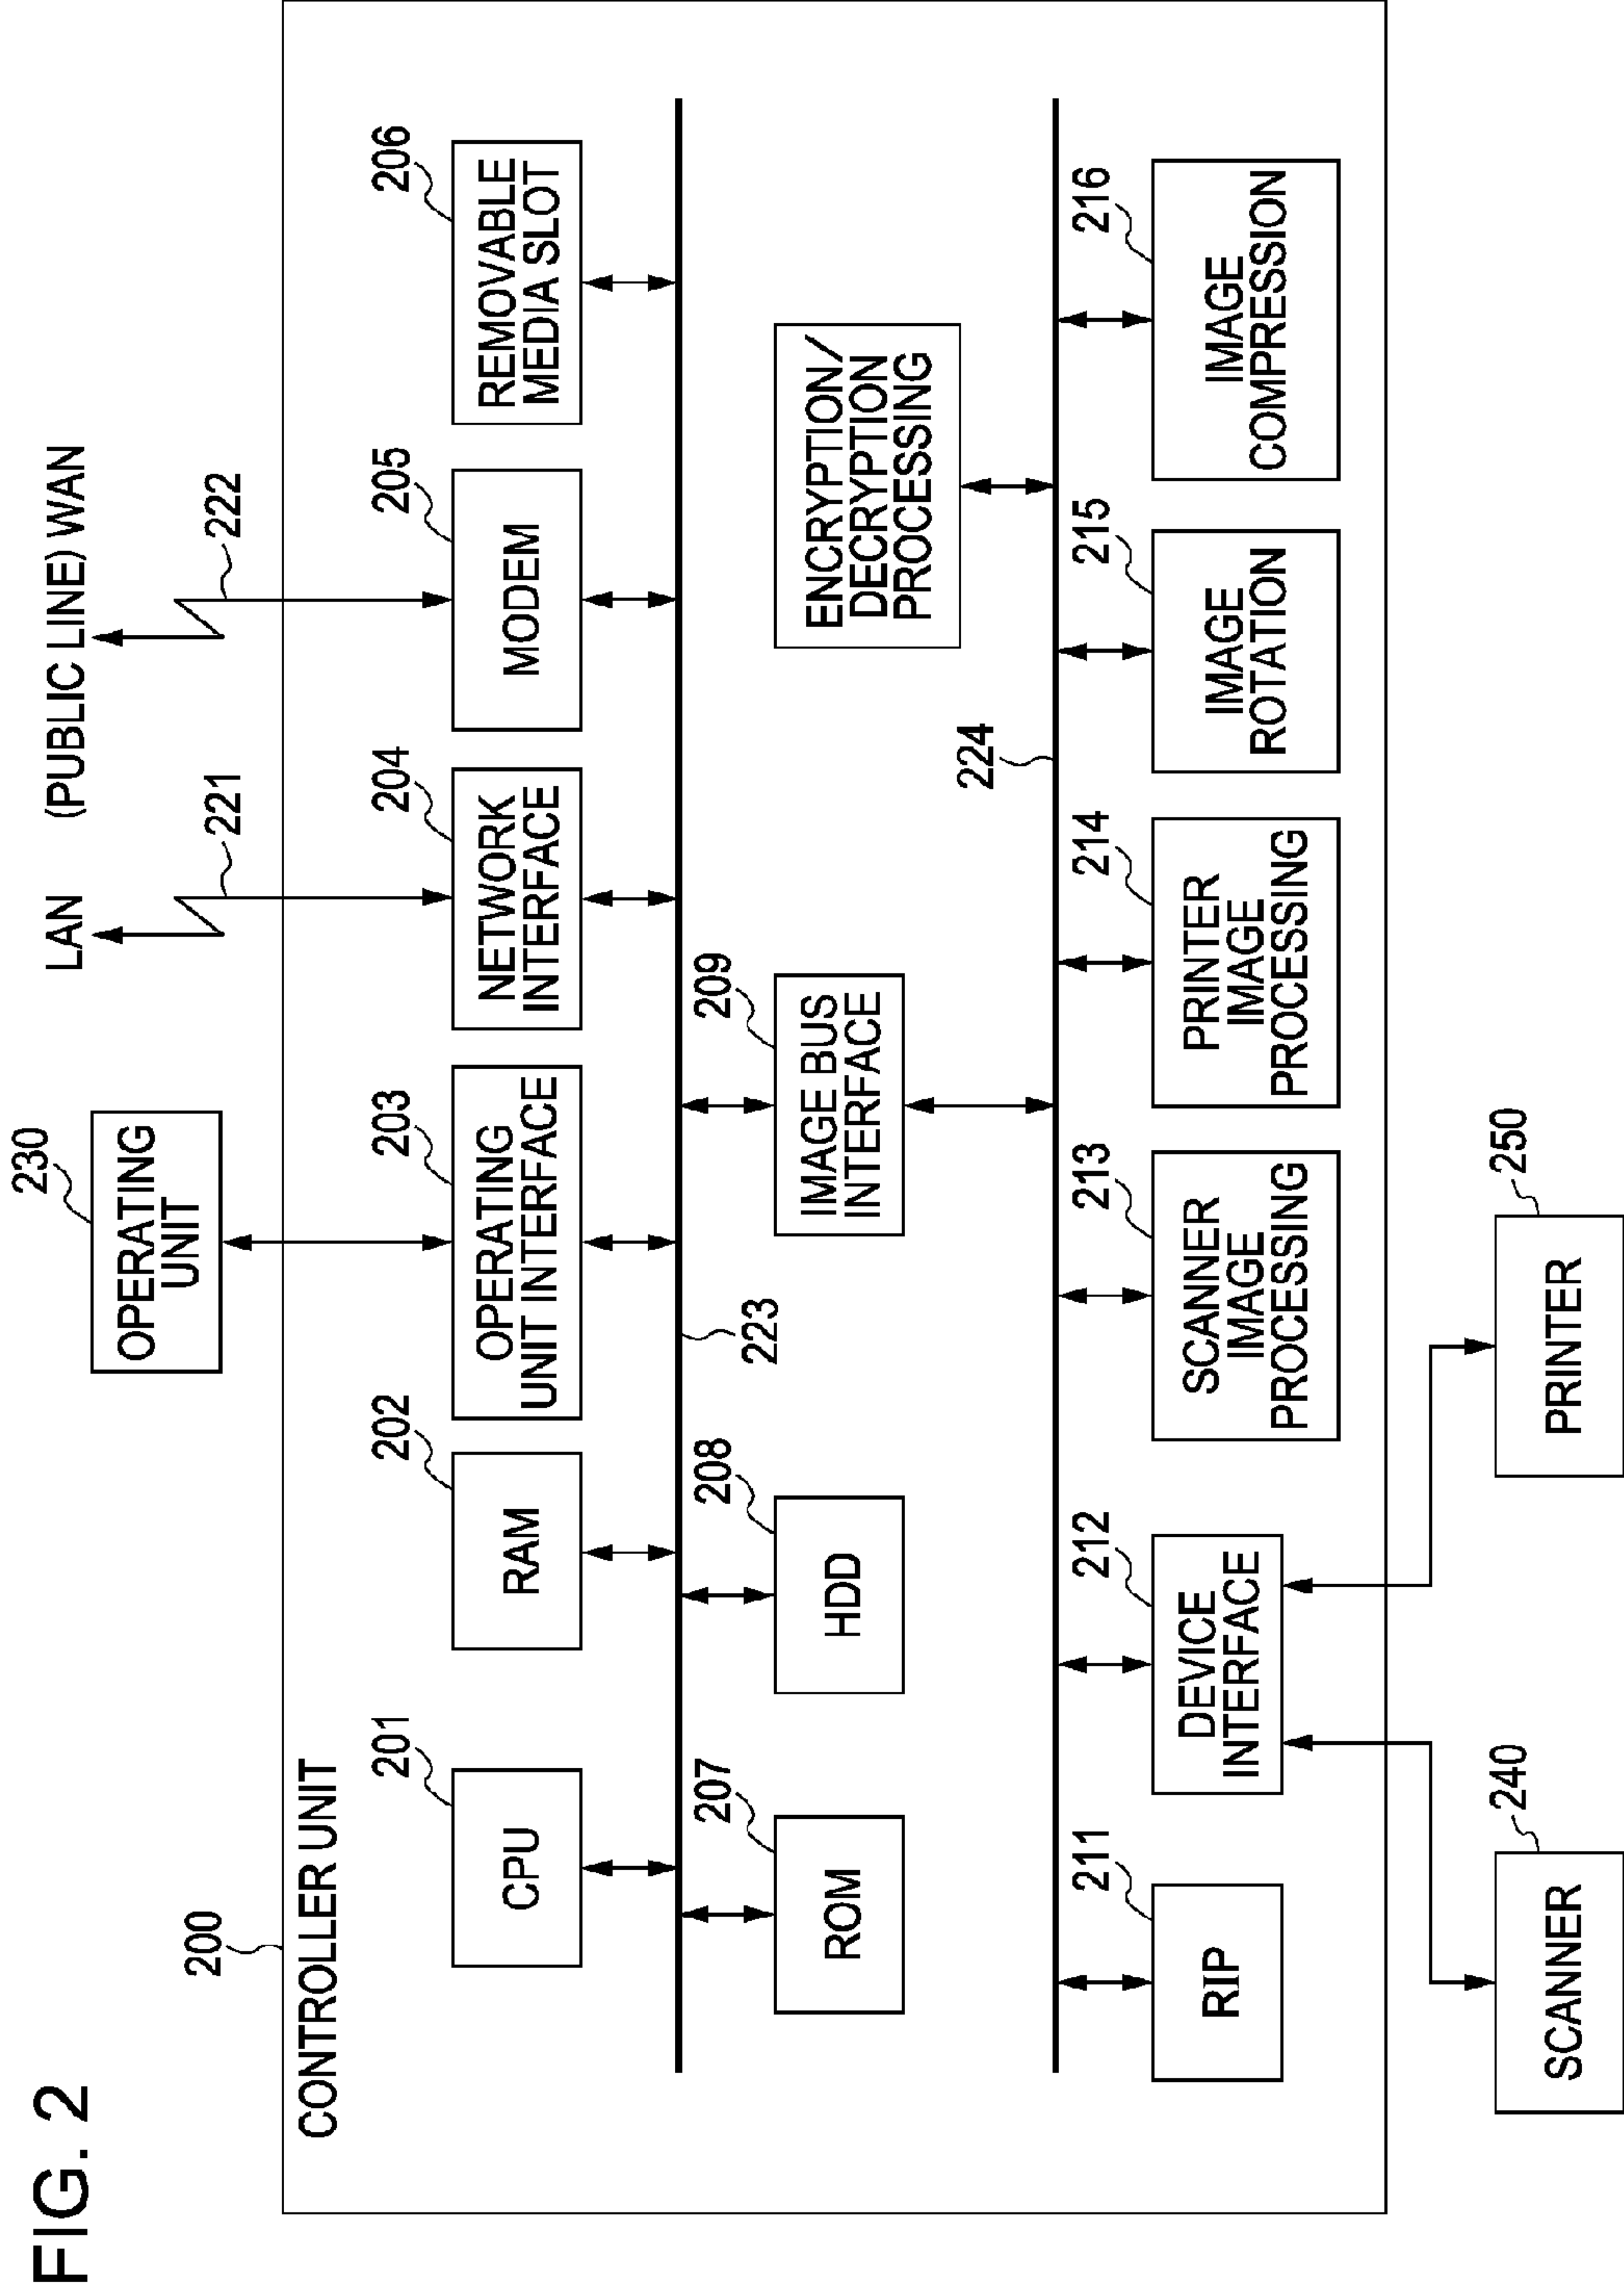 FIG. 2
LAN
(PUBLIC LINE) WAN
230
OPERATING
UNIT
221
222
200
CONTROLLER UNIT
201
CPU
202
RAM
203
OPERATING
UNIT INTERFACE
204
NETWORK
INTERFACE
205
MODEM
206
REMOVABLE
MEDIA SLOT
223
207
ROM
208
HDD
209
IMAGE BUS
INTERFACE
ENCRYPTION/
DECRYPTION
PROCESSING
224
211
RIP
212
DEVICE
INTERFACE
213
SCANNER
IMAGE
PROCESSING
214
PRINTER
IMAGE
PROCESSING
215
IMAGE
ROTATION
216
IMAGE
COMPRESSION
240
SCANNER
250
PRINTER